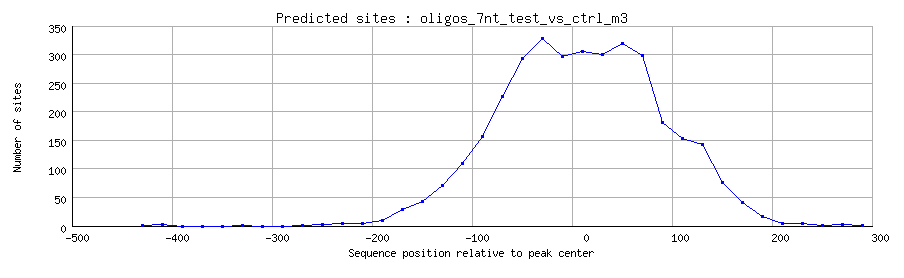 Predicted sites : oligos_7nt_test_vs_ctrl_m3
350
300
250
200
150
100
50
0
Number of sites
-500 -400 -300 -200 -100 0 100 200 300
Sequence position relative to peak center